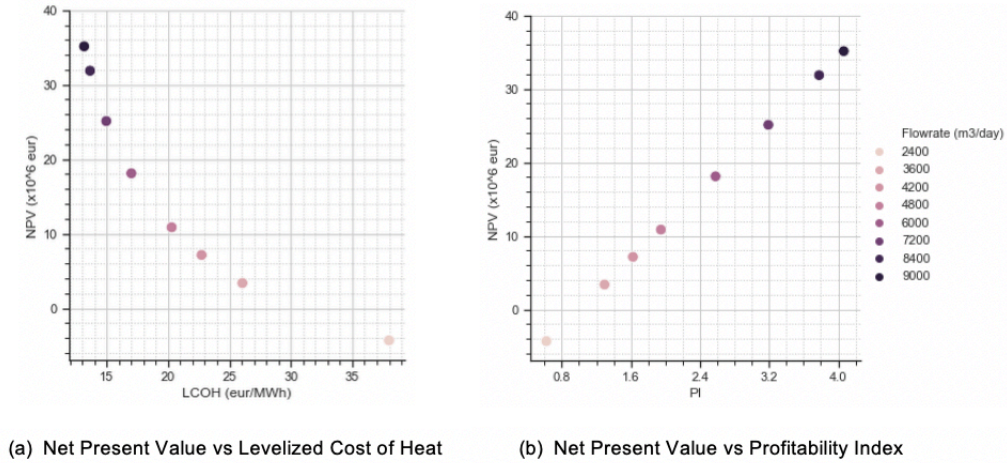 40
30
20
10
0
NPV (x10^6 eur)
15 20 25 30 35
LCOH (eur/MWh)
40
30
20
10
0
NPV (x10^6 eur)
0.8 1.6 2.4 3.2 4.0
PI
Flowrate (m3/day)
2400
3600
4200
4800
6000
7200
8400
9000
(a) Net Present Value vs Levelized Cost of Heat
(b) Net Present Value vs Profitability Index